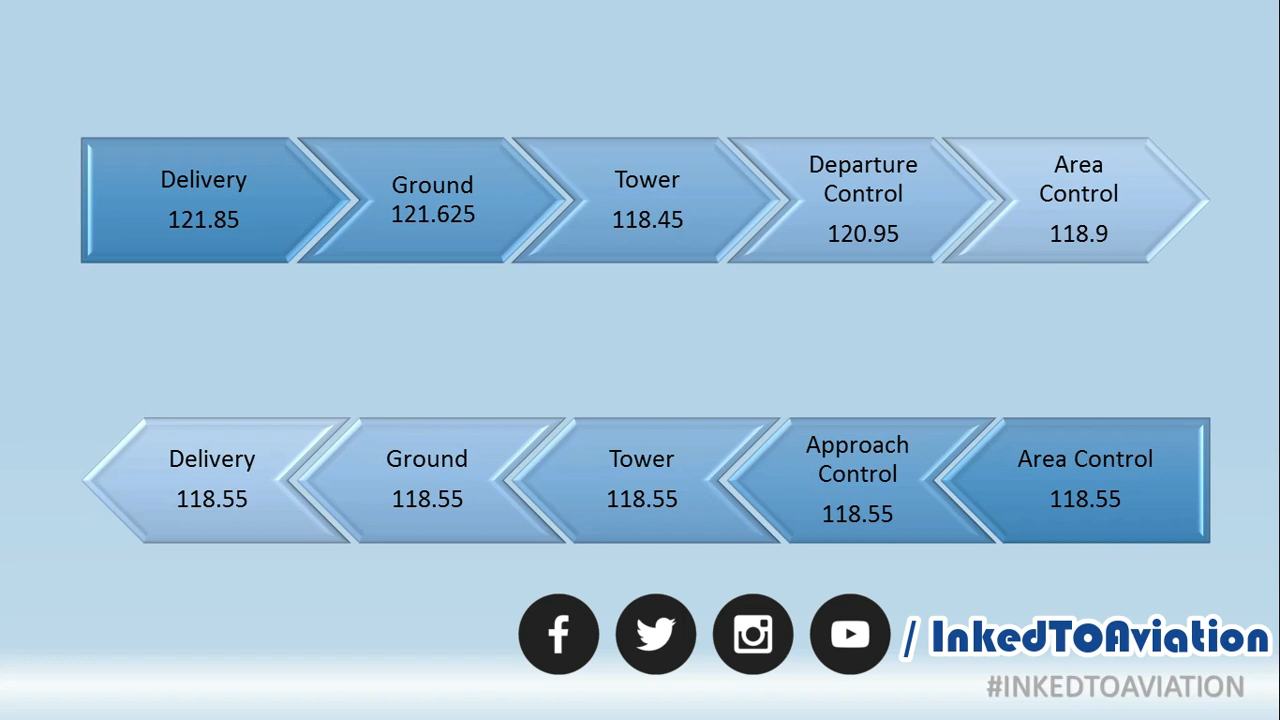 Delivery
121.85
Ground
121.625
Tower
118.45
Departure
Control
120.95
Area
Control
118.9
Delivery
118.55
Ground
118.55
Tower
118.55
Approach
Control
118.55
Area Control
118.55
/ InkedTOAviation
#INKEDTOAVIATION